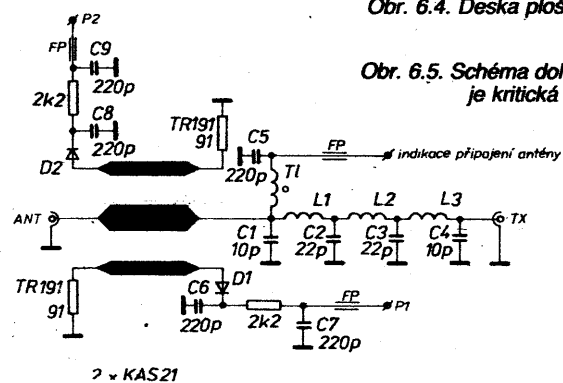 Obr. 6.4. Deska ploš
Obr. 6.5. Schéma dol
je kritická
P2
FP
C9
220p
2k2
C8
220p
D2
TR191
91
C5
220p
Tl
FP
indikace připojení antény
ANT
L1
L2
L3
TX
C1
10p
C2
22p
C3
22p
C4
10p
TR191
91
D1
C6
220p
2k2
FP
P1
C7
220p
2 x KAS21